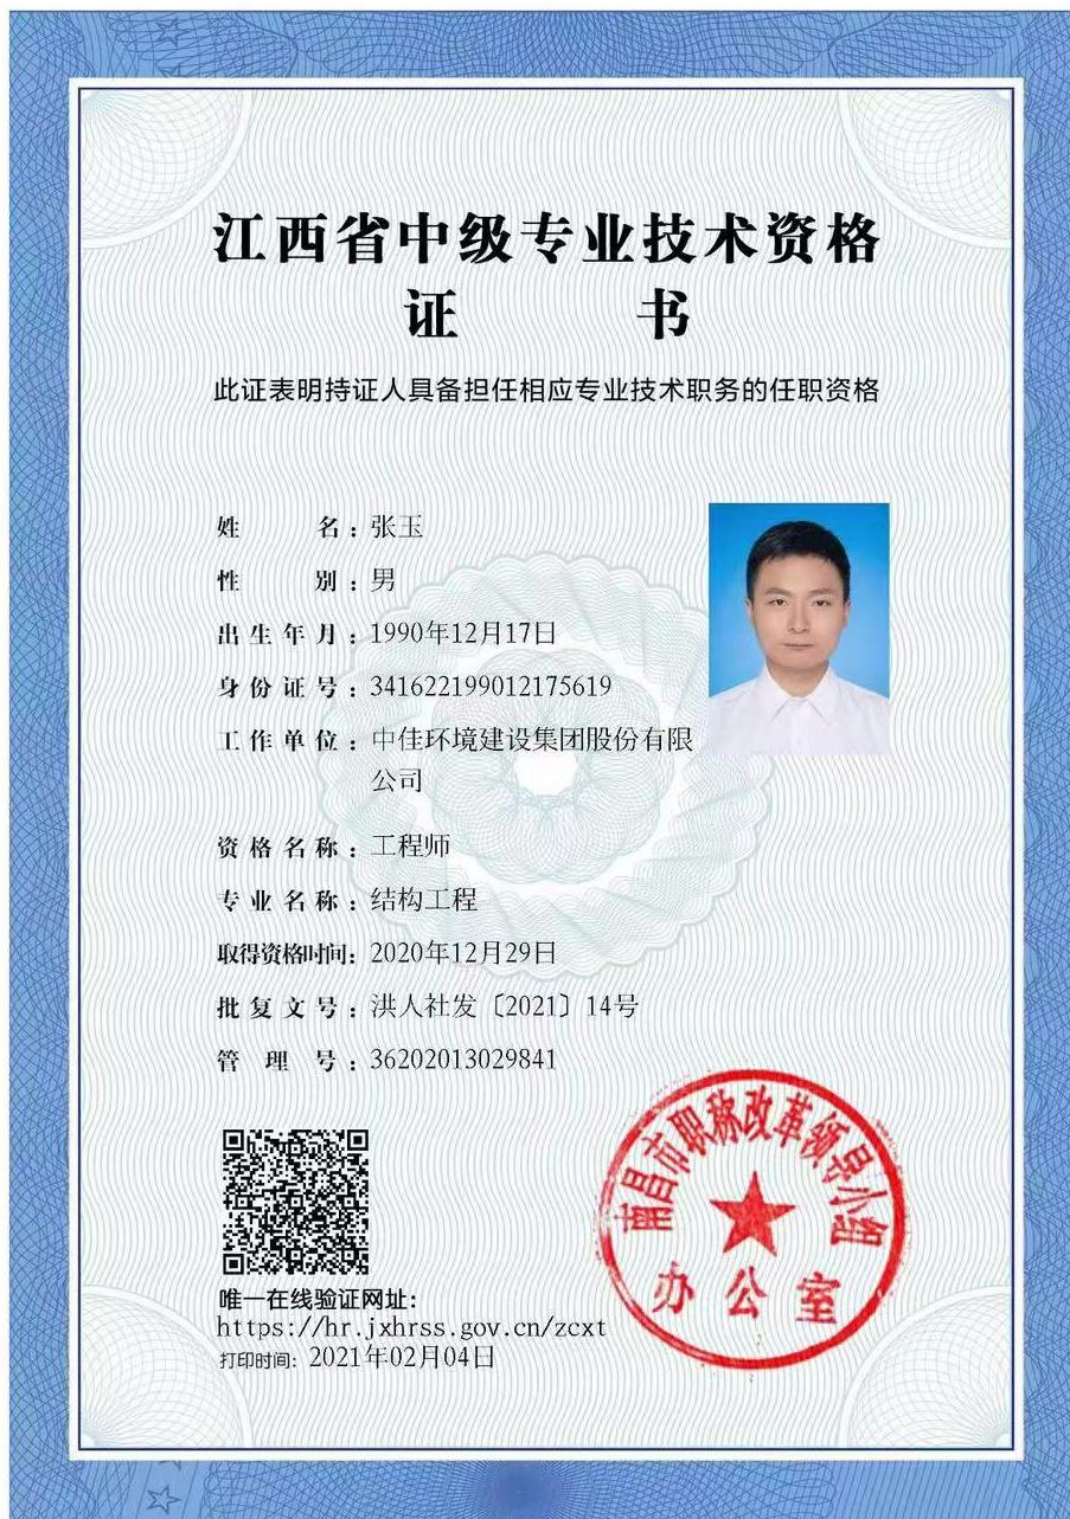 江西省中级专业技术资格
证 书
此证表明持证人具备担任相应专业技术职务的任职资格
姓 名：张玉
性 别：男
出生年月：1990年12月17日
身份证号：341622199012175619
工作单位：中佳环境建设集团股份有限
公司
资格名称：工程师
专业名称：结构工程
取得资格时间：2020年12月29日
批复文号：洪人社发〔2021〕14号
管 理 号：36202013029841
南昌市职称改革领导小组
办公室
唯一在线验证网址：
https://hr.jxhrss.gov.cn/zcxt
打印时间：2021年02月04日